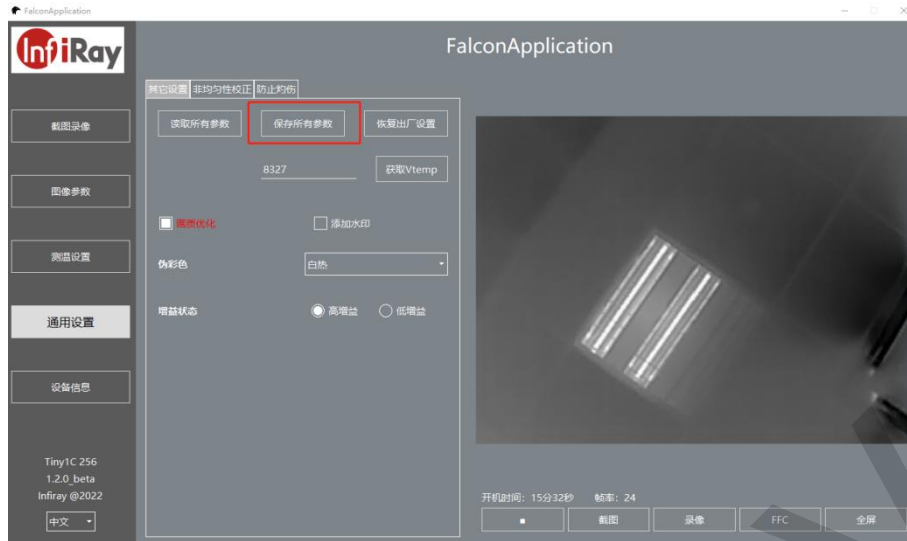 FalconApplication
InfiRay
FalconApplication
其它设置 非均匀性校正 防止灼伤
截图录像
读取所有参数 保存所有参数 恢复出厂设置
8327 获取Vtemp
图像参数
画质优化 添加水印
测温设置
伪彩色 白热
增益状态 高增益 低增益
通用设置
设备信息
Tiny1C 256
1.2.0_beta
Infiray @2022
中文
开机时间：15分32秒 帧率：24
截图 录像 FFC 全屏